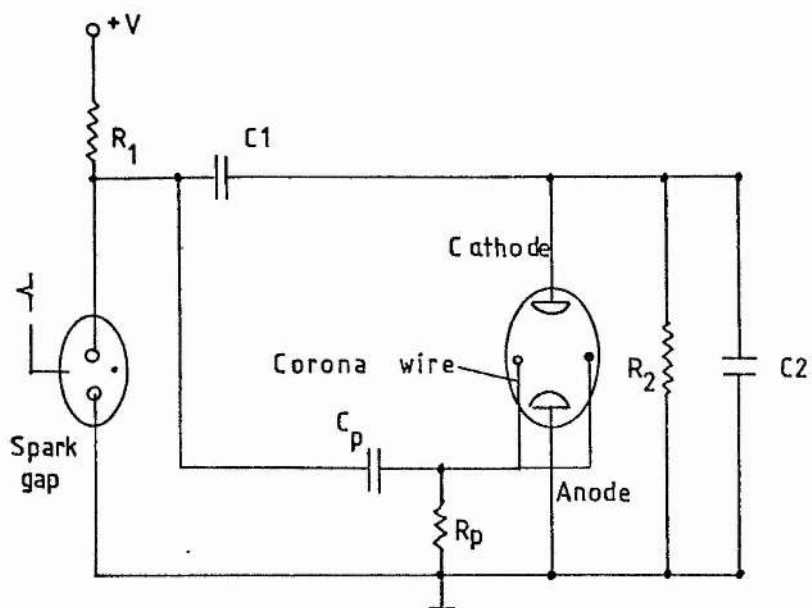 +V
R1
C1
Cathode
Corona wire
R2
C2
Spark
gap
Cp
Rp
Anode